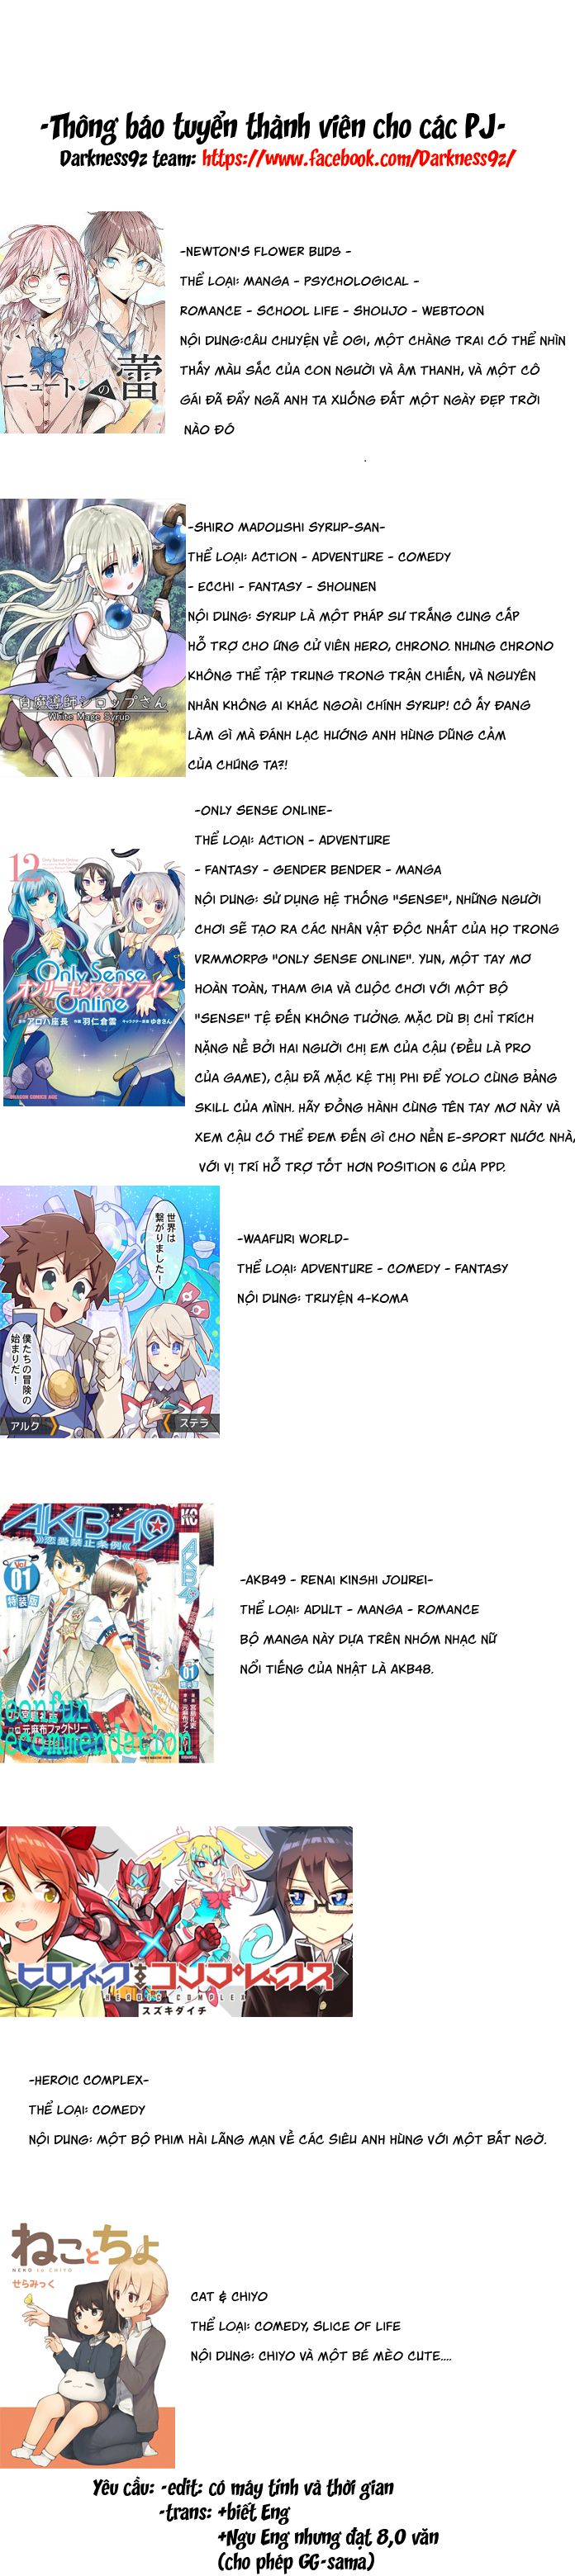 -Thông báo tuyển thành viên cho các PJ-
Darkness9z team: https://www.facebook.com/Darkness9z/
ニュートンの蕾
-NEWTON'S FLOWER BUDS -
THỂ LOẠI: MANGA - PSYCHOLOGICAL -
ROMANCE - SCHOOL LIFE - SHOUJO - WEBTOON
NỘI DUNG:CÂU CHUYỆN VỀ OGI, MỘT CHÀNG TRAI CÓ THỂ NHÌN
THẤY MÀU SẮC CỦA CON NGƯỜI VÀ ÂM THANH, VÀ MỘT CÔ
GÁI ĐÃ ĐẨY NGÃ ANH TA XUỐNG ĐẤT MỘT NGÀY ĐẸP TRỜI
NÀO ĐÓ
.
白魔導師シロップさん
White Mage Syrup
-SHIRO MADOUSHI SYRUP-SAN-
THỂ LOẠI: ACTION - ADVENTURE - COMEDY
- ECCHI - FANTASY - SHOUNEN
NỘI DUNG: SYRUP LÀ MỘT PHÁP SƯ TRẮNG CUNG CẤP
HỖ TRỢ CHO ỨNG CỬ VIÊN HERO, CHRONO. NHƯNG CHRONO
KHÔNG THỂ TẬP TRUNG TRONG TRẬN CHIẾN, VÀ NGUYÊN
NHÂN KHÔNG AI KHÁC NGOÀI CHÍNH SYRUP! CÔ ẤY ĐANG
LÀM GÌ MÀ ĐÁNH LẠC HƯỚNG ANH HÙNG DŨNG CẢM
CỦA CHÚNG TA?!
12
Only Sense Online
オンリーセンス・オンライン
アロハ座長
羽仁倉雲
ゆきさん
DRAGON COMICS AGE
-ONLY SENSE ONLINE-
THỂ LOẠI: ACTION - ADVENTURE
- FANTASY - GENDER BENDER - MANGA
NỘI DUNG: SỬ DỤNG HỆ THỐNG "SENSE", NHỮNG NGƯỜI
CHƠI SẼ TẠO RA CÁC NHÂN VẬT ĐỘC NHẤT CỦA HỌ TRONG
VRMMORPG "ONLY SENSE ONLINE". YUN, MỘT TAY MƠ
HOÀN TOÀN, THAM GIA VÀ CUỘC CHƠI VỚI MỘT BỘ
"SENSE" TỆ ĐẾN KHÔNG TƯỞNG. MẶC DÙ BỊ CHỈ TRÍCH
NẶNG NỀ BỞI HAI NGƯỜI CHỊ EM CỦA CẬU (ĐỀU LÀ PRO
CỦA GAME), CẬU ĐÃ MẶC KỆ THỊ PHI ĐỂ YOLO CÙNG BẢNG
SKILL CỦA MÌNH. HÃY ĐỒNG HÀNH CÙNG TÊN TAY MƠ NÀY VÀ
XEM CẬU CÓ THỂ ĐEM ĐẾN GÌ CHO NỀN E-SPORT NƯỚC NHÀ,
VỚI VỊ TRÍ HỖ TRỢ TỐT HƠN POSITION 6 CỦA PPD.
世界は
繋がりました！
僕たちの冒険の
始まりだ！
アルク
ステラ
-WAAFURI WORLD-
THỂ LOẠI: ADVENTURE - COMEDY - FANTASY
NỘI DUNG: TRUYỆN 4-KOMA
AKB49
恋愛禁止条例
KC
Vol 01
特装版
元麻布ファクトリー
-AKB49 - RENAI KINSHI JOUREI-
THỂ LOẠI: ADULT - MANGA - ROMANCE
BỘ MANGA NÀY DỰA TRÊN NHÓM NHẠC NỮ
NỔI TIẾNG CỦA NHẬT LÀ AKB48.
ヒロイック・コンプレックス
HEROIC COMPLEX
スズキダイチ
-HEROIC COMPLEX-
THỂ LOẠI: COMEDY
NỘI DUNG: MỘT BỘ PHIM HÀI LÃNG MẠN VỀ CÁC SIÊU ANH HÙNG VỚI MỘT BẤT NGỜ.
ねことちよ
NEKO to CHIYO
せらみっく
CAT & CHIYO
THỂ LOẠI: COMEDY, SLICE OF LIFE
NỘI DUNG: CHIYO VÀ MỘT BÉ MÈO CUTE....
Yêu cầu: -edit: có máy tính và thời gian
-trans: +biết Eng
+Ngu Eng nhưng đạt 8,0 văn
(cho phép GG-sama)